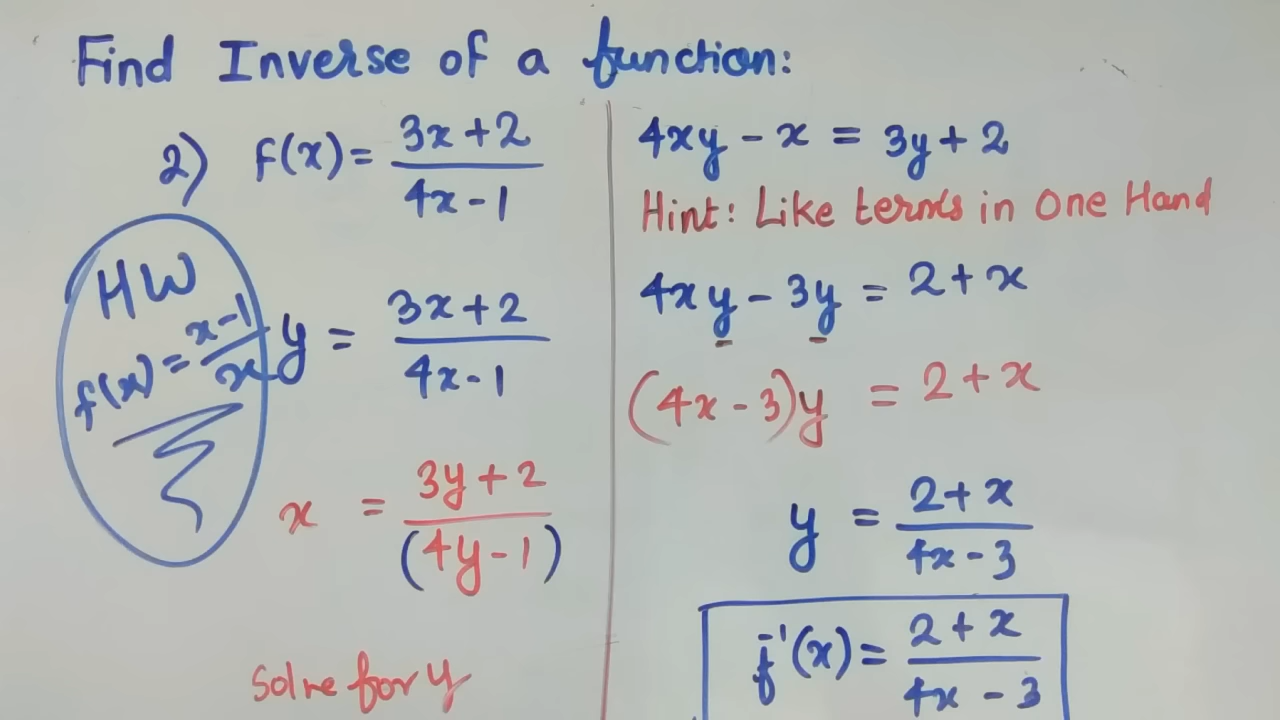 Find Inverse of a function:
2) f(x) = (3x+2)/(4x-1)
HW
f(x) = (x-1)/x
y = (3x+2)/(4x-1)
x = (3y+2)/(4y-1)
Solve for y
4xy - x = 3y + 2
Hint: Like terms in One Hand
4xy - 3y = 2 + x
(4x - 3)y = 2 + x
y = (2+x)/(4x-3)
f⁻¹(x) = (2+x)/(4x-3)